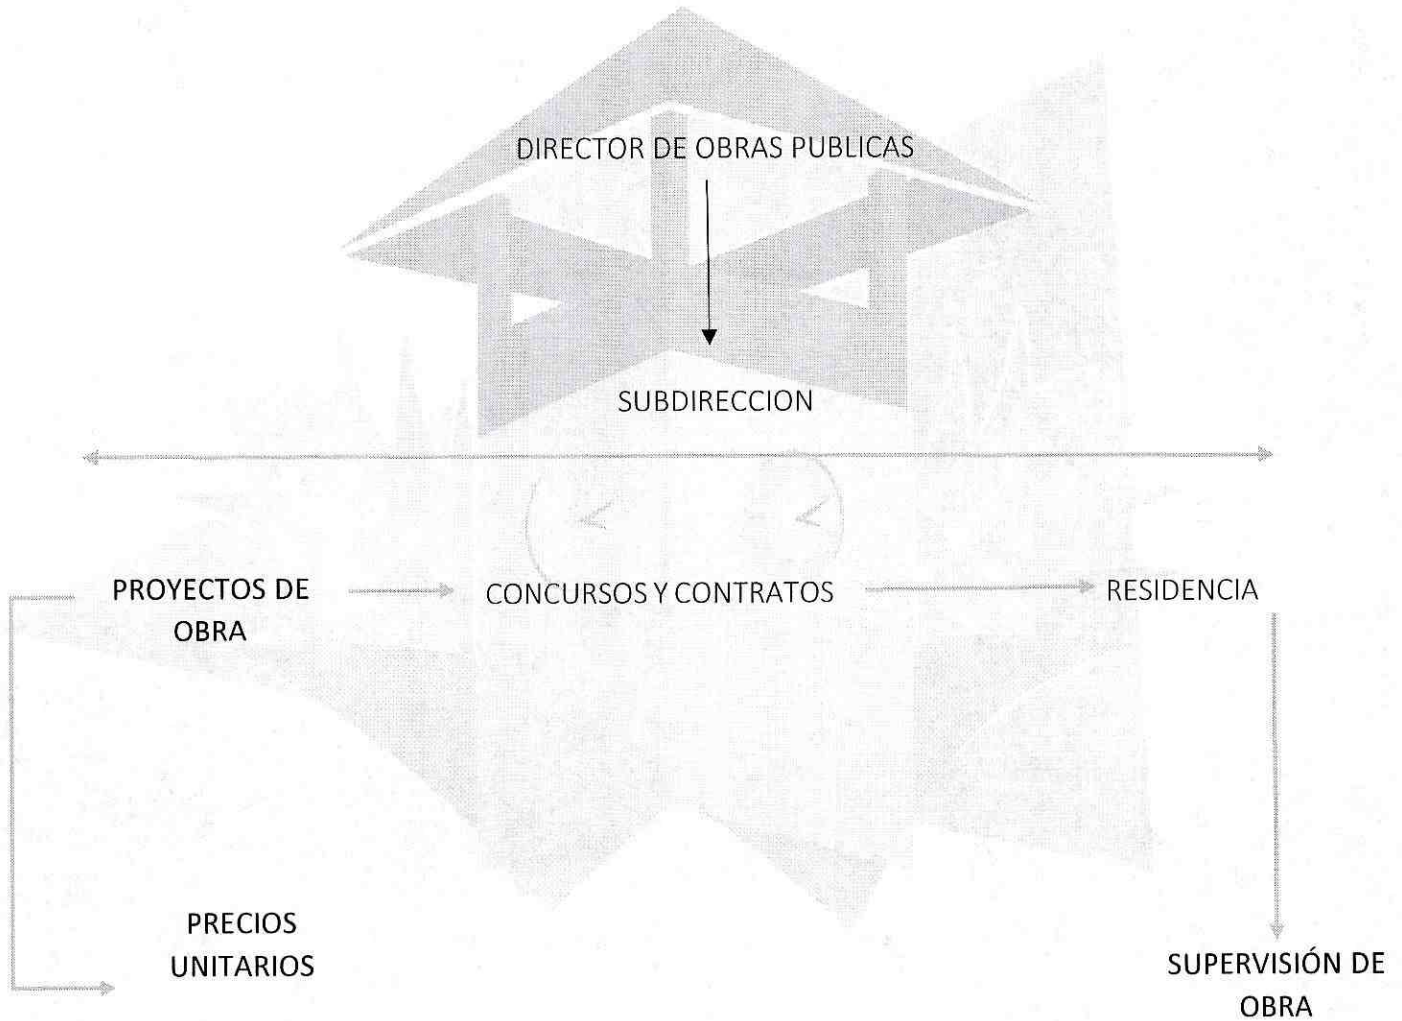 DIRECTOR DE OBRAS PUBLICAS
SUBDIRECCION
PROYECTOS DE
OBRA
CONCURSOS Y CONTRATOS
RESIDENCIA
PRECIOS
UNITARIOS
SUPERVISIÓN DE
OBRA